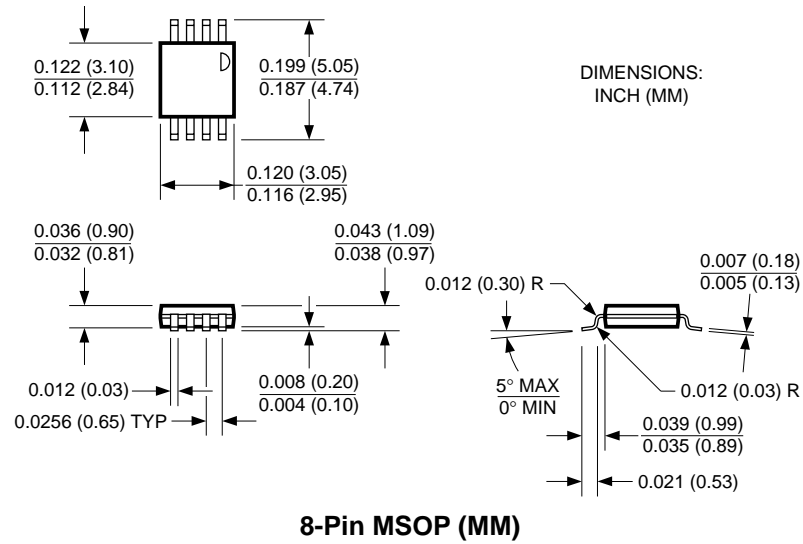 0.122 (3.10)
0.112 (2.84)
0.199 (5.05)
0.187 (4.74)
DIMENSIONS:
INCH (MM)
0.120 (3.05)
0.116 (2.95)
0.036 (0.90)
0.032 (0.81)
0.043 (1.09)
0.038 (0.97)
0.007 (0.18)
0.005 (0.13)
0.012 (0.30) R
0.012 (0.03)
0.0256 (0.65) TYP
0.008 (0.20)
0.004 (0.10)
5° MAX
0° MIN
0.012 (0.03) R
0.039 (0.99)
0.035 (0.89)
0.021 (0.53)
8-Pin MSOP (MM)